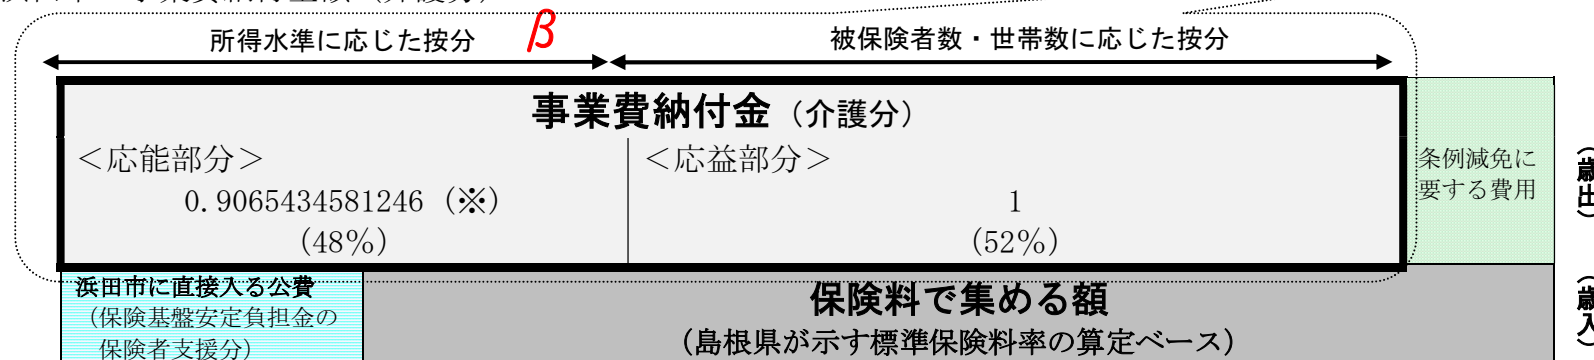 所得水準に応じた按分 β 被保険者数・世帯数に応じた按分
事業費納付金（介護分）
＜応能部分＞ ＜応益部分＞
0.9065434581246（※） 1
(48％) (52％)
条例減免に
要する費用
（歳出）
浜田市に直接入る公費
（保険基盤安定負担金の
保険者支援分）
保険料で集める額
（島根県が示す標準保険料率の算定ベース）
（歳入）